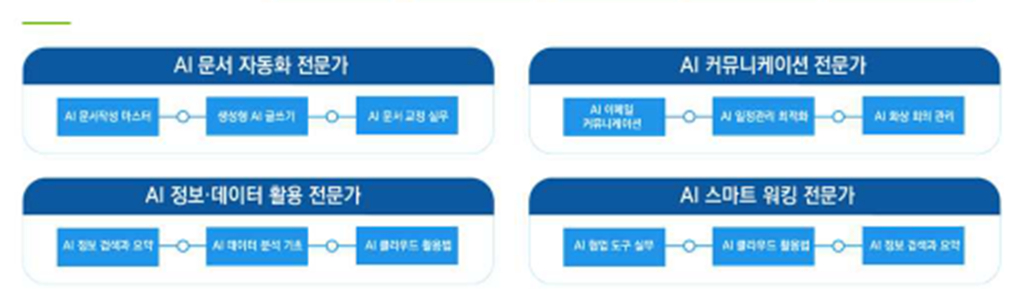 AI 문서 자동화 전문가
AI 문서작성 마스터
생성형 AI 글쓰기
AI 문서 교정 실무
AI 커뮤니케이션 전문가
AI 이메일
커뮤니케이션
AI 일정관리 최적화
AI 화상 회의 관리
AI 정보·데이터 활용 전문가
AI 정보 검색과 요약
AI 데이터 분석 기초
AI 클라우드 활용법
AI 스마트 워킹 전문가
AI 협업 도구 실무
AI 클라우드 활용법
AI 정보 검색과 요약